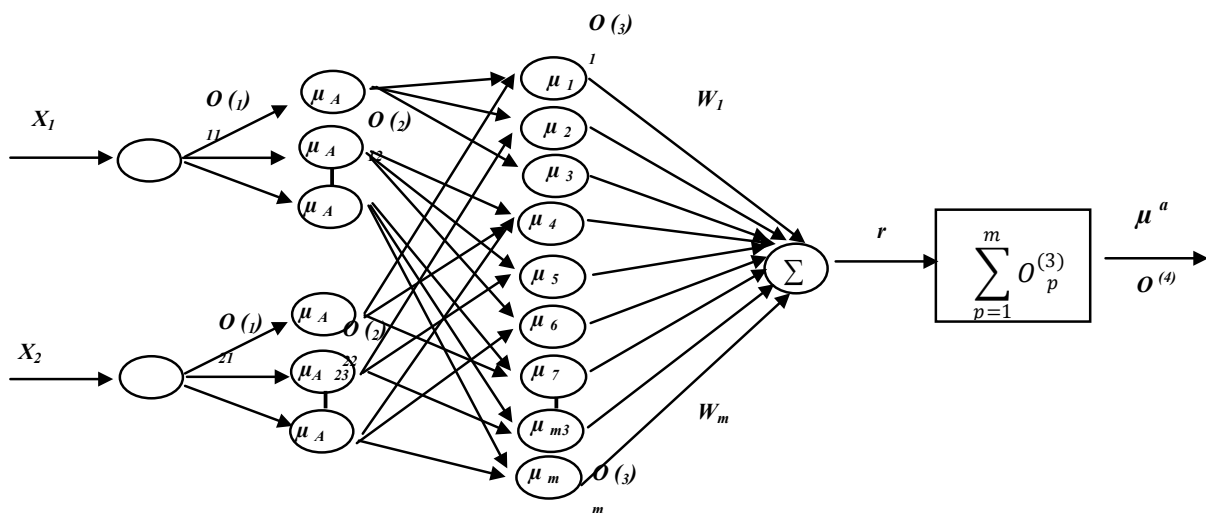 X1
O (1)
11
μ A
μ A
μ A
O (2)
12
X2
O (1)
21
μ A
μ A
μ A
O (2)
22
23
O (3)
1
μ 1
μ 2
μ 3
μ 4
μ 5
μ 6
μ 7
μ m3
μ m
O (3)
m
W1
Wm
Σ
r
m
∑ O(3)p
p=1
μ a
O (4)